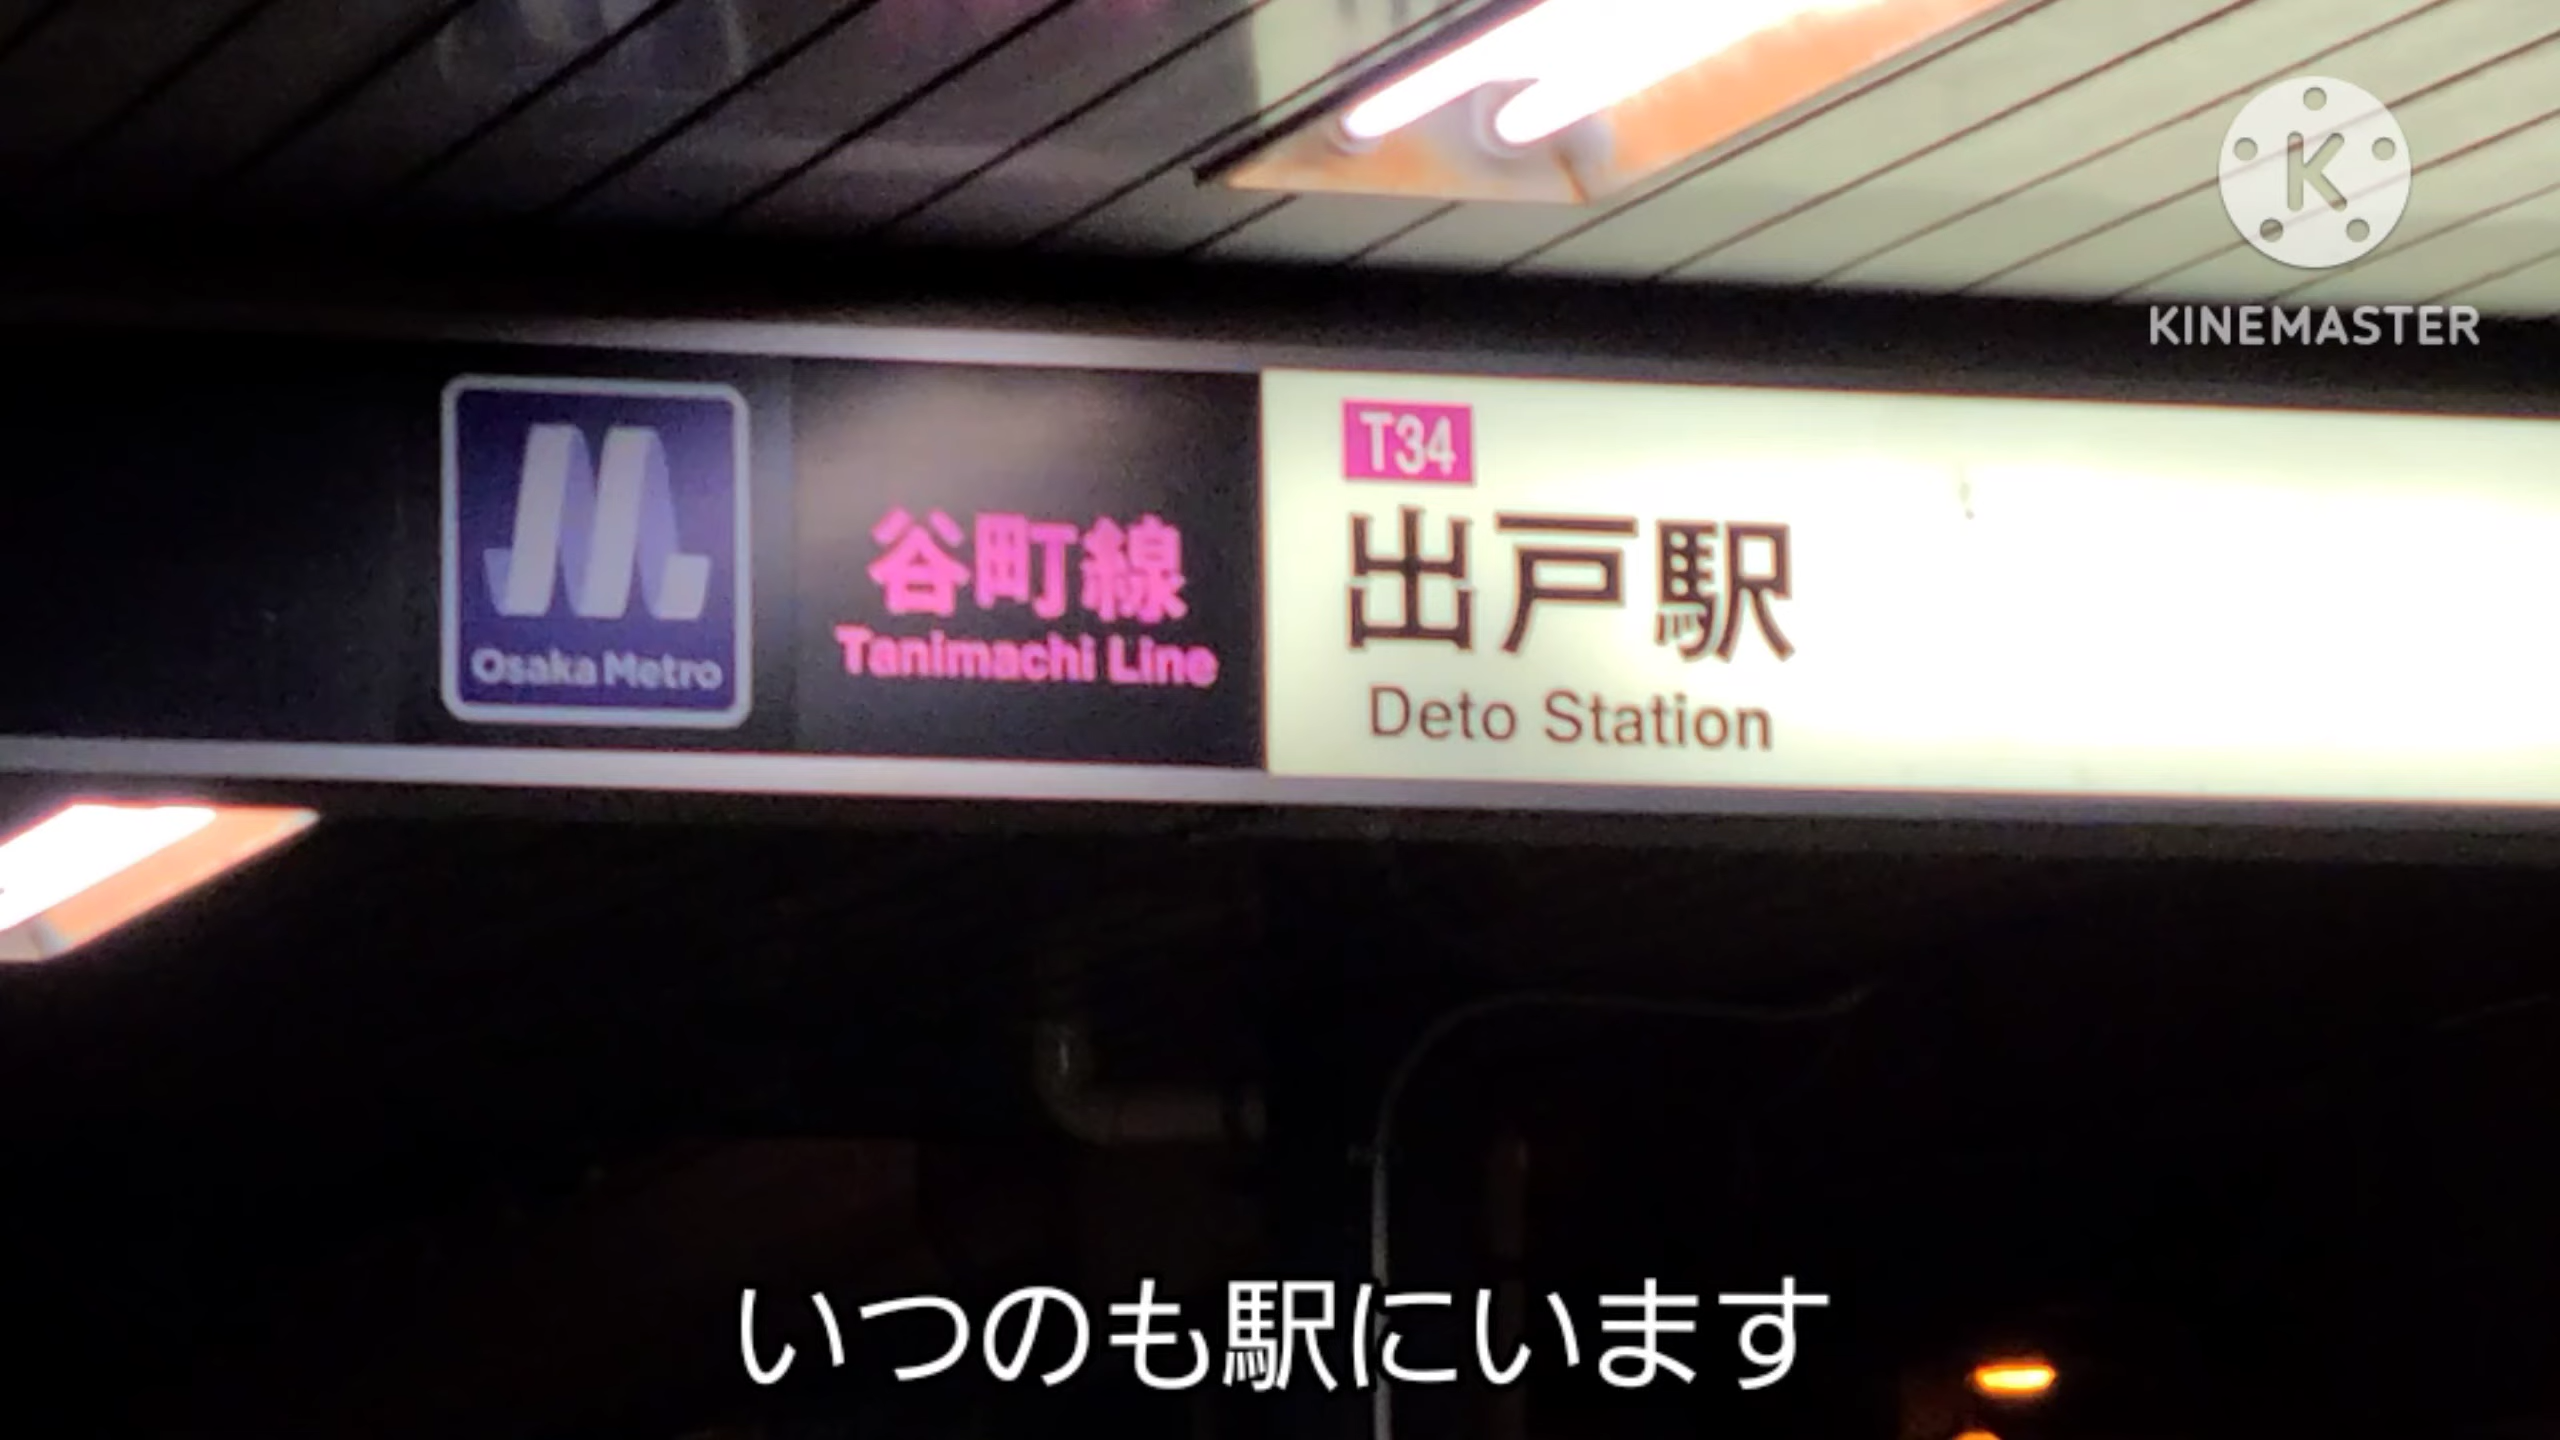 K
KINEMASTER
Osaka Metro
谷町線
Tanimachi Line
T34
出戸駅
Deto Station
いつのも駅にいます